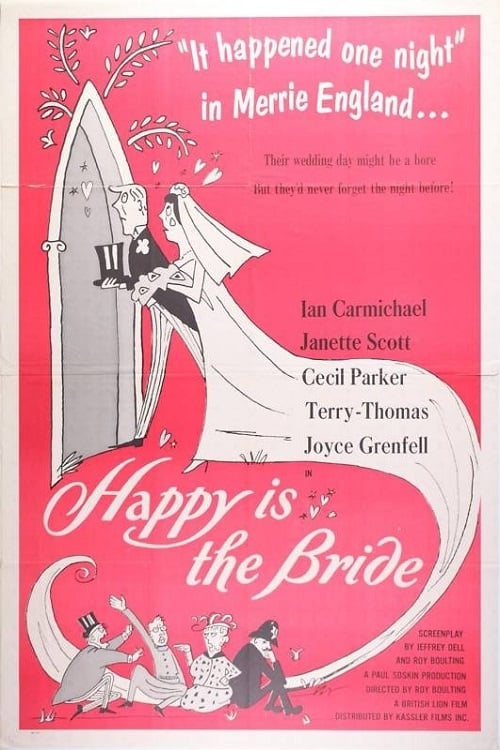 "It happened one night"
in Merrie England...
Their wedding day might be a bore
But they'd never forget the night before!
Ian Carmichael
Janette Scott
Cecil Parker
Terry-Thomas
Joyce Grenfell
IN
Happy is
the Bride
SCREENPLAY
BY JEFFREY DELL
AND ROY BOULTING
A PAUL SOSKIN PRODUCTION
DIRECTED BY ROY BOULTING
A BRITISH LION FILM
DISTRIBUTED BY KASSLER FILMS INC.